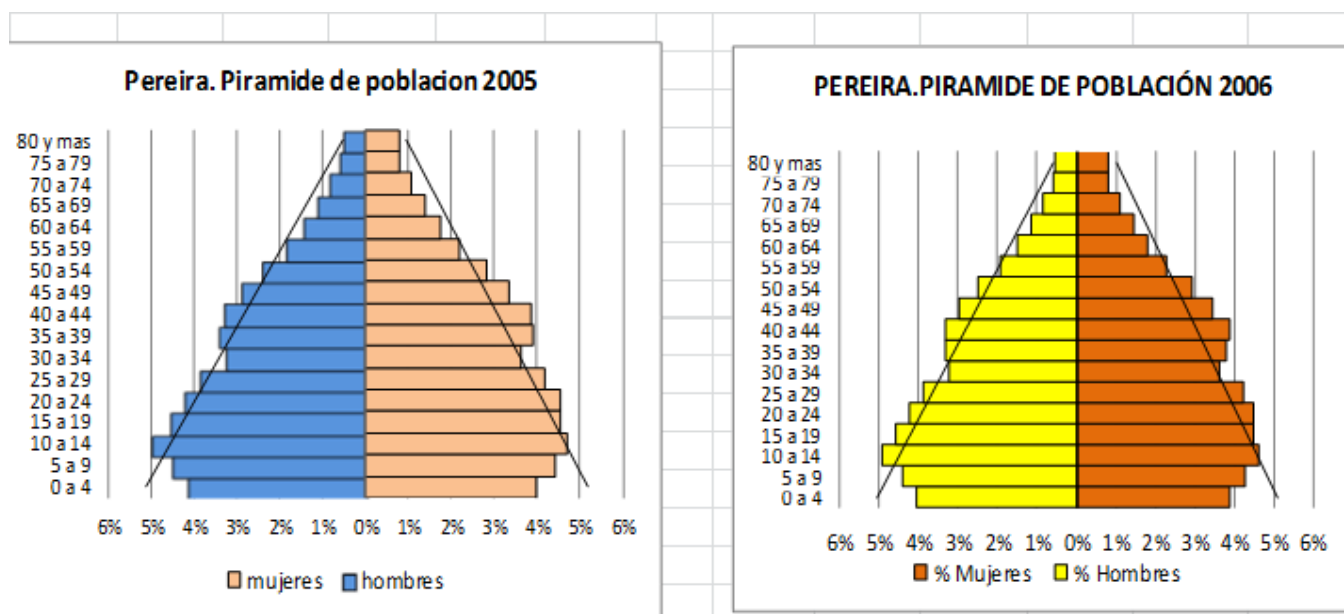 Pereira. Piramide de poblacion 2005
80 y mas
75 a 79
70 a 74
65 a 69
60 a 64
55 a 59
50 a 54
45 a 49
40 a 44
35 a 39
30 a 34
25 a 29
20 a 24
15 a 19
10 a 14
5 a 9
0 a 4
6% 5% 4% 3% 2% 1% 0% 1% 2% 3% 4% 5% 6%
mujeres hombres
PEREIRA.PIRAMIDE DE POBLACIÓN 2006
80 y mas
75 a 79
70 a 74
65 a 69
60 a 64
55 a 59
50 a 54
45 a 49
40 a 44
35 a 39
30 a 34
25 a 29
20 a 24
15 a 19
10 a 14
5 a 9
0 a 4
6% 5% 4% 3% 2% 1% 0% 1% 2% 3% 4% 5% 6%
% Mujeres % Hombres